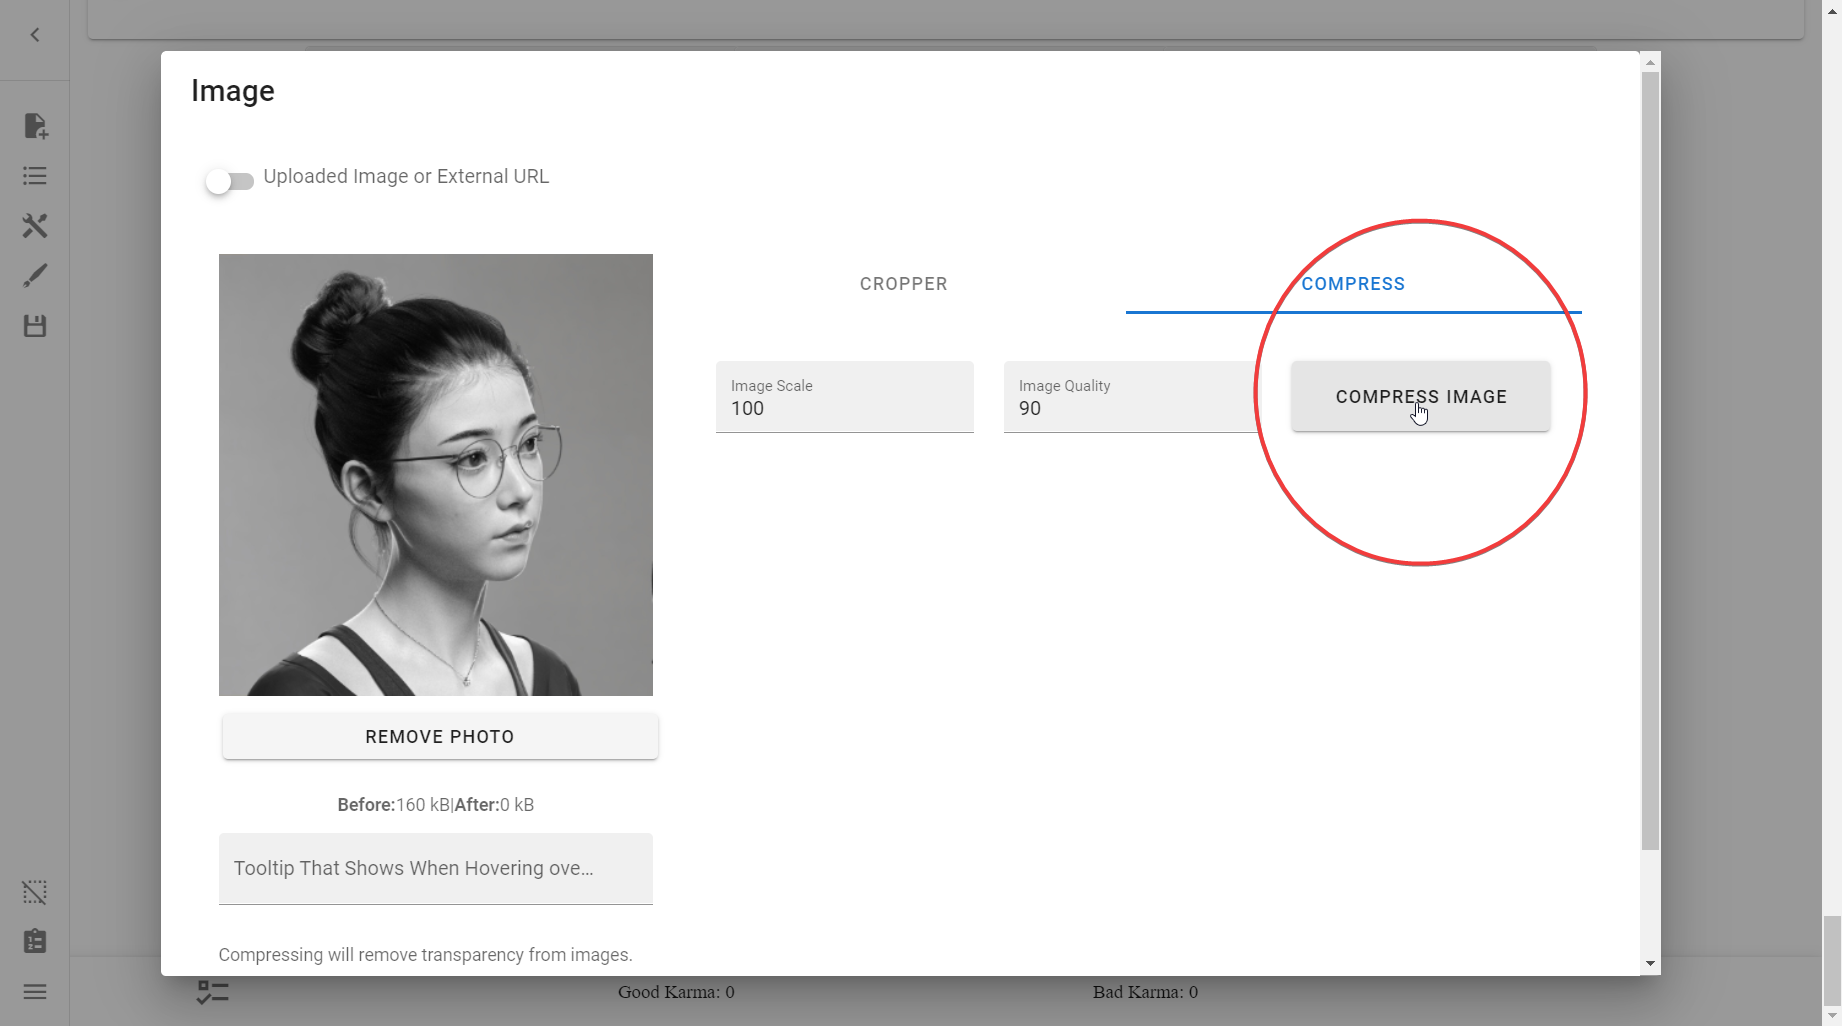 Image
Uploaded Image or External URL
CROPPER
COMPRESS
Image Scale
100
Image Quality
90
COMPRESS IMAGE
REMOVE PHOTO
Before:160 kB|After:0 kB
Tooltip That Shows When Hovering ove...
Compressing will remove transparency from images.
Good Karma: 0
Bad Karma: 0